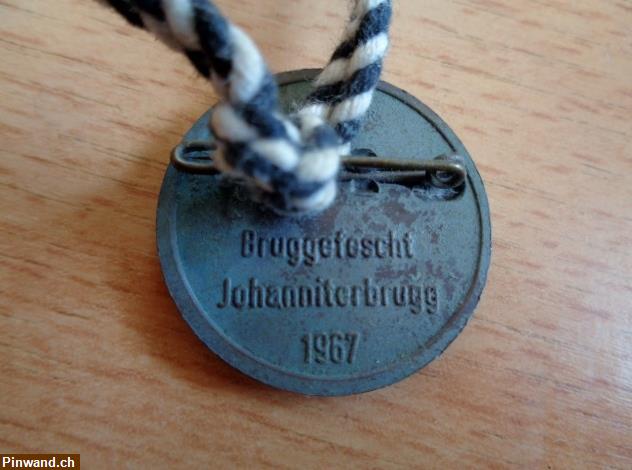 Bruggefescht
Johanniterbrugg
1967
Pinwand.ch